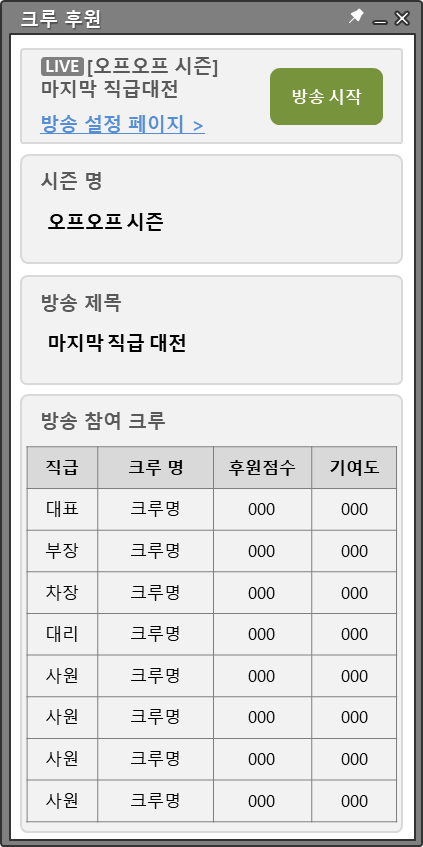 크루 후원
LIVE [오프오프 시즌]
마지막 직급대전
방송 설정 페이지 >
방송 시작
시즌 명
오프오프 시즌
방송 제목
마지막 직급 대전
방송 참여 크루
직급 크루 명 후원점수 기여도
대표 크루명 000 000
부장 크루명 000 000
차장 크루명 000 000
대리 크루명 000 000
사원 크루명 000 000
사원 크루명 000 000
사원 크루명 000 000
사원 크루명 000 000